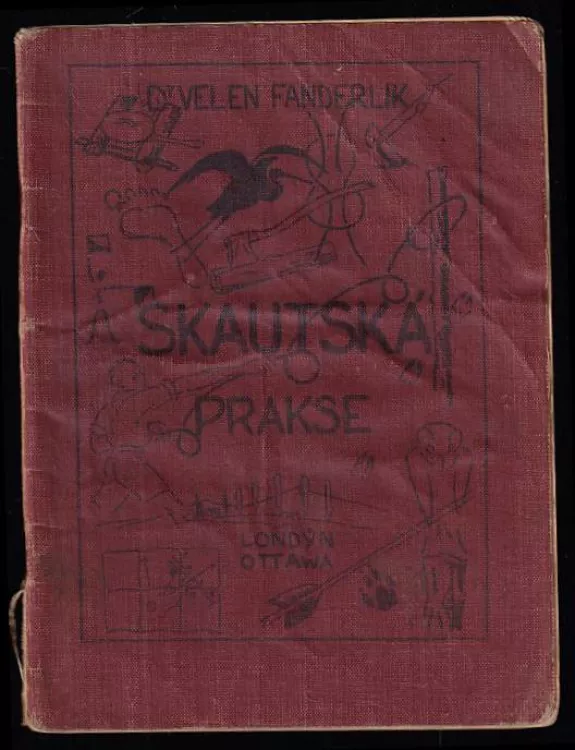 Dr VELEN FANDERLIK
SKAUTSKÁ
PRAKSE
LONDÝN
OTTAWA